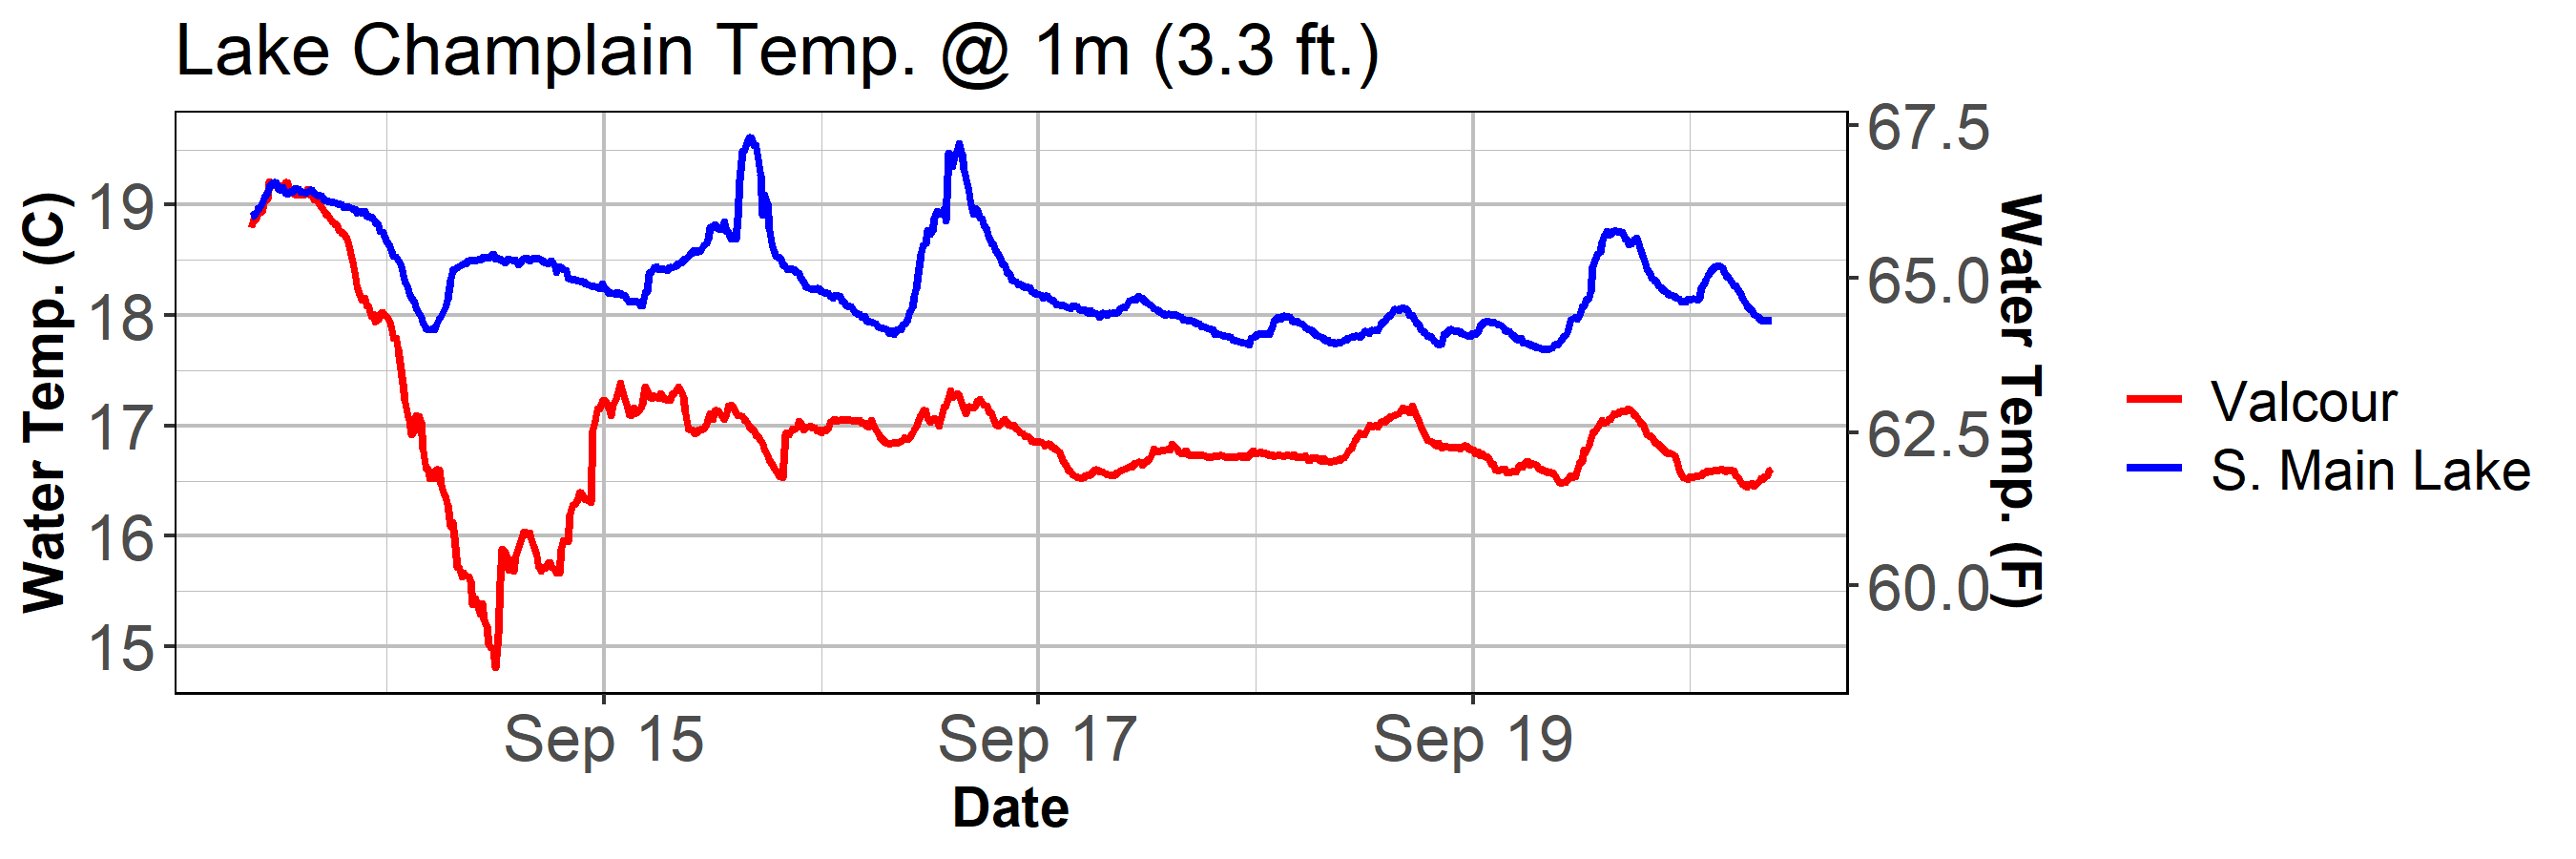 Lake Champlain Temp. @ 1m (3.3 ft.)
Water Temp. (C)
19
18
17
16
15
67.5
65.0
62.5
60.0
Water Temp. (F)
Sep 15
Sep 17
Sep 19
Date
Valcour
S. Main Lake